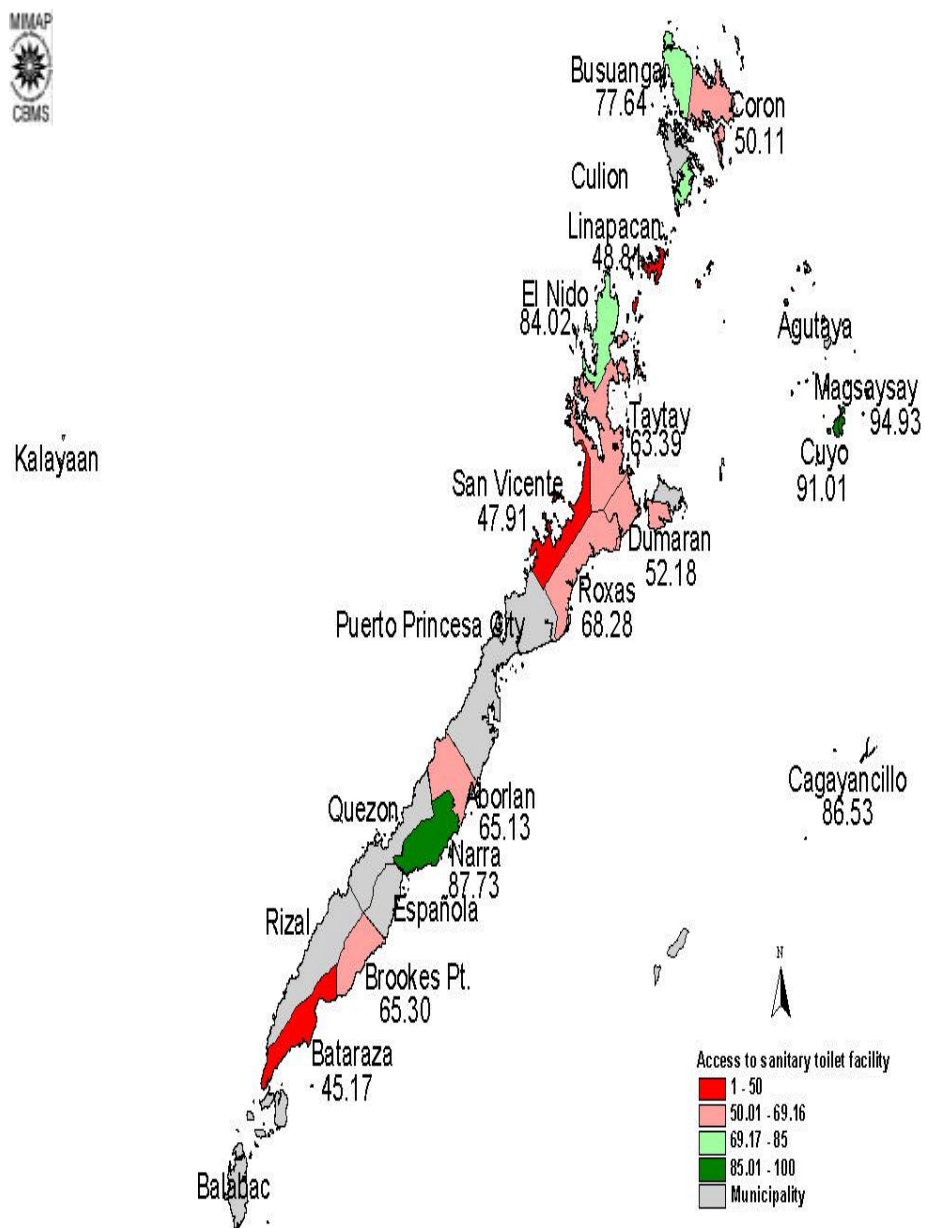 MIMAP
CBMS
Busuanga
77.64
Coron
50.11
Culion
Linapacan
48.81
El Nido
84.02
Agutaya
Magsaysay
94.93
Cuyo
91.01
Taytay
63.39
Kalayaan
San Vicente
47.91
Dumaran
52.18
Roxas
68.28
Puerto Princesa City
Cagayancillo
86.53
Aborlan
65.13
Quezon
Narra
87.73
Española
Rizal
Brookes Pt.
65.30
Bataraza
45.17
Balabac
N
Access to sanitary toilet facility
1 - 50
50.01 - 69.16
69.17 - 85
85.01 - 100
Municipality